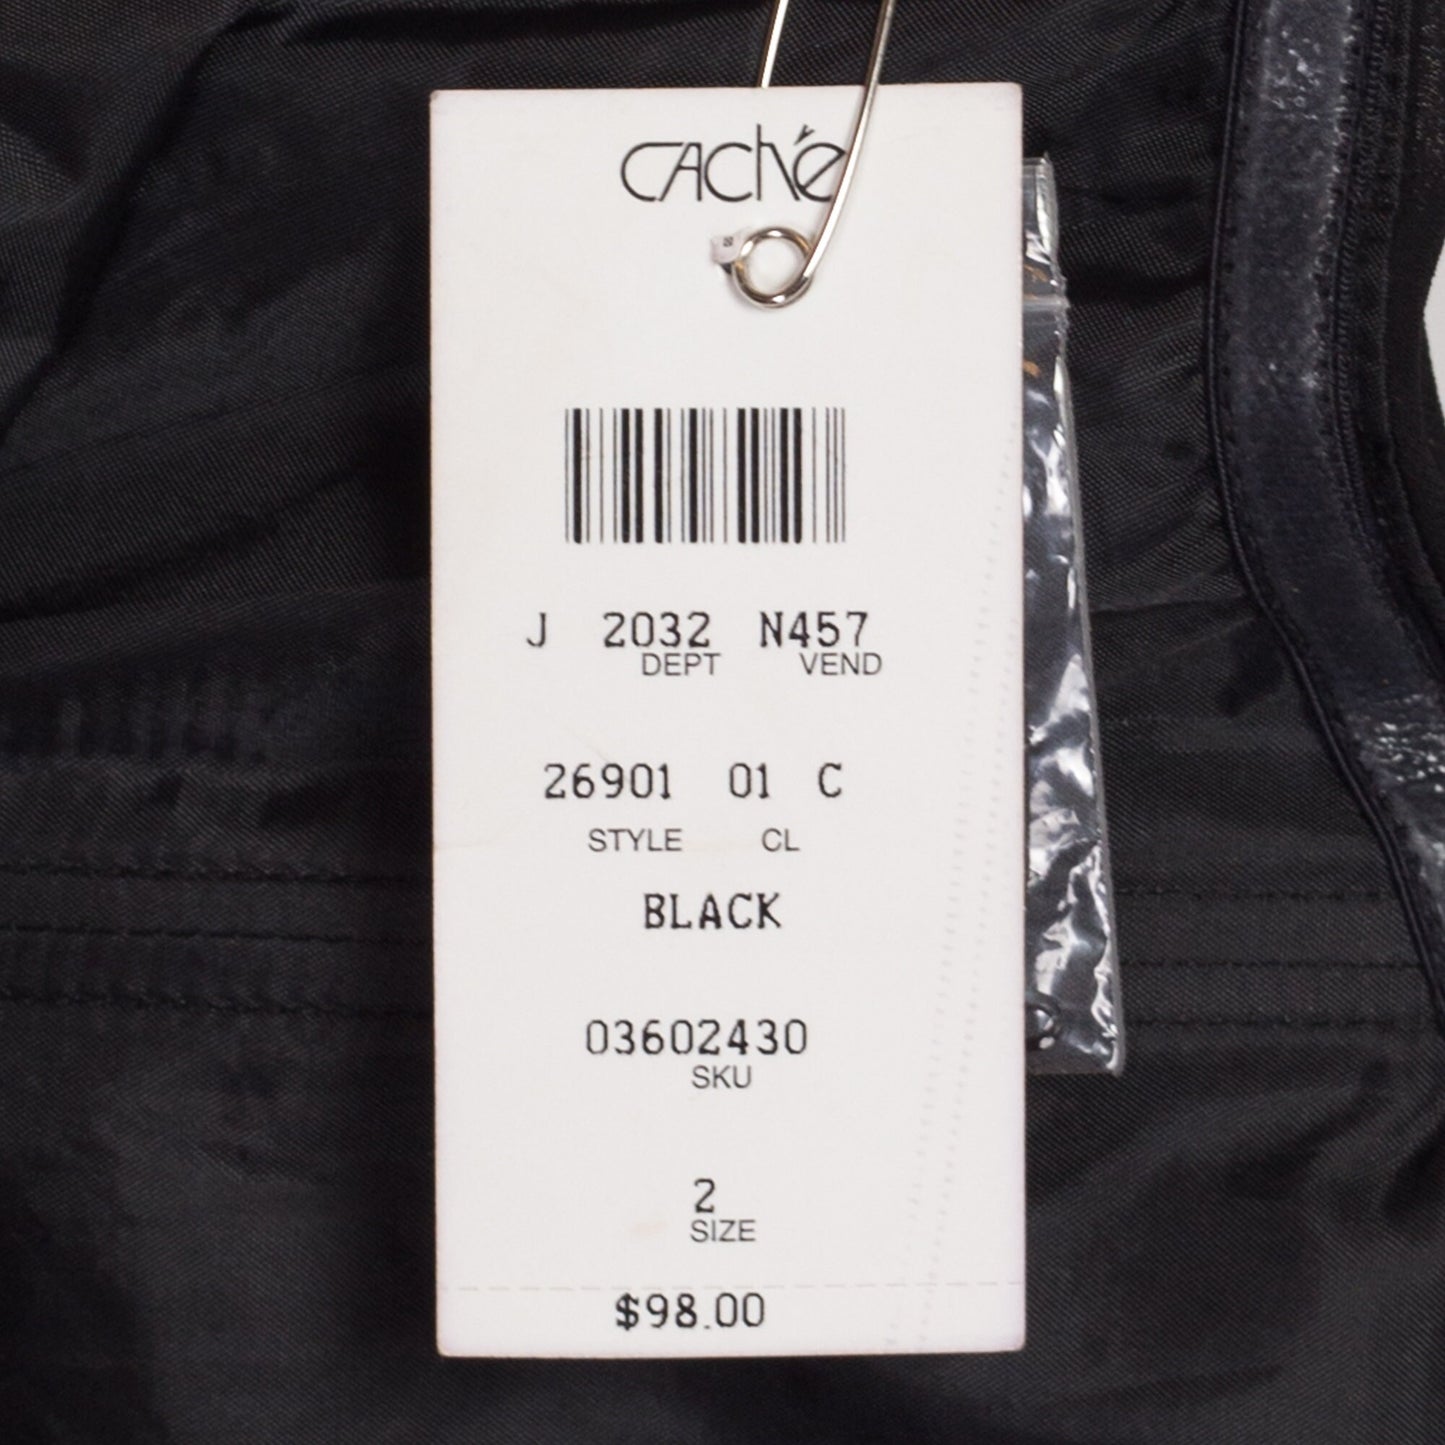 Caché
J 2032 N457
DEPT VEND
26901 01 C
STYLE CL
BLACK
03602430
SKU
2
SIZE
$98.00